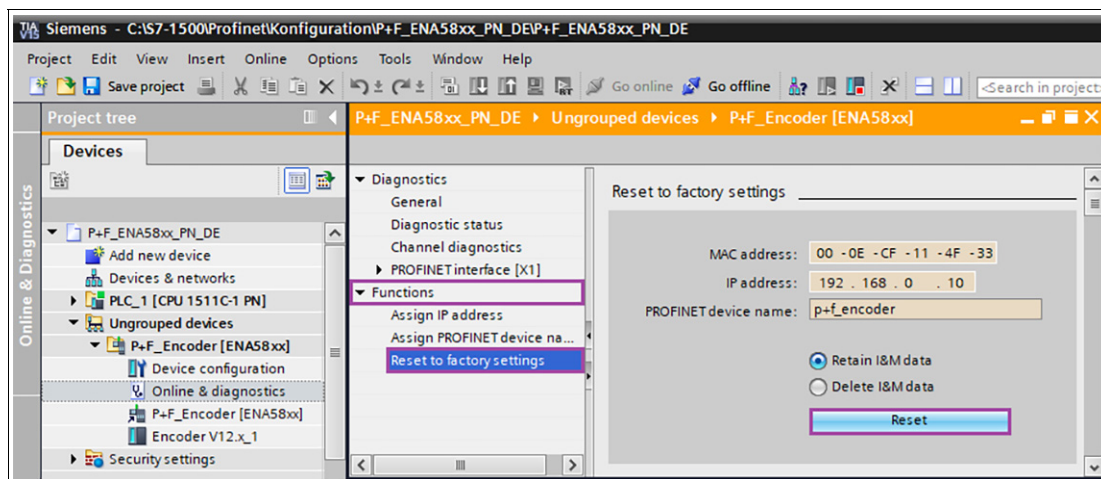 TIA V15 Siemens - C:\S7-1500\Profinet\Konfiguration\P+F_ENA58xx_PN_DE\P+F_ENA58xx_PN_DE
Project Edit View Insert Online Options Tools Window Help
Save project Go online Go offline <Search in project>
Project tree
P+F_ENA58xx_PN_DE Ungrouped devices P+F_Encoder [ENA58xx]
Devices
Online & Diagnostics
P+F_ENA58xx_PN_DE
Add new device
Devices & networks
PLC_1 [CPU 1511C-1 PN]
Ungrouped devices
P+F_Encoder [ENA58xx]
Device configuration
Online & diagnostics
P+F_Encoder [ENA58xx]
Encoder V12.x_1
Security settings
Diagnostics
General
Diagnostic status
Channel diagnostics
PROFINET interface [X1]
Functions
Assign IP address
Assign PROFINET device na...
Reset to factory settings
Reset to factory settings
MAC address: 00 -0E -CF -11 -4F -33
IP address: 192 . 168 . 0 . 10
PROFINET device name: p+f_encoder
Retain I&M data
Delete I&M data
Reset